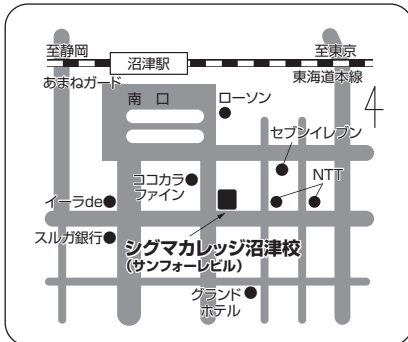 至静岡
沼津駅
至東京
あまねガード
東海道本線
南 口
ローソン
4
セブンイレブン
ココカラ
ファイン
NTT
イーラde
スルガ銀行
シグマカレッジ沼津校
(サンフォーレビル)
グランド
ホテル